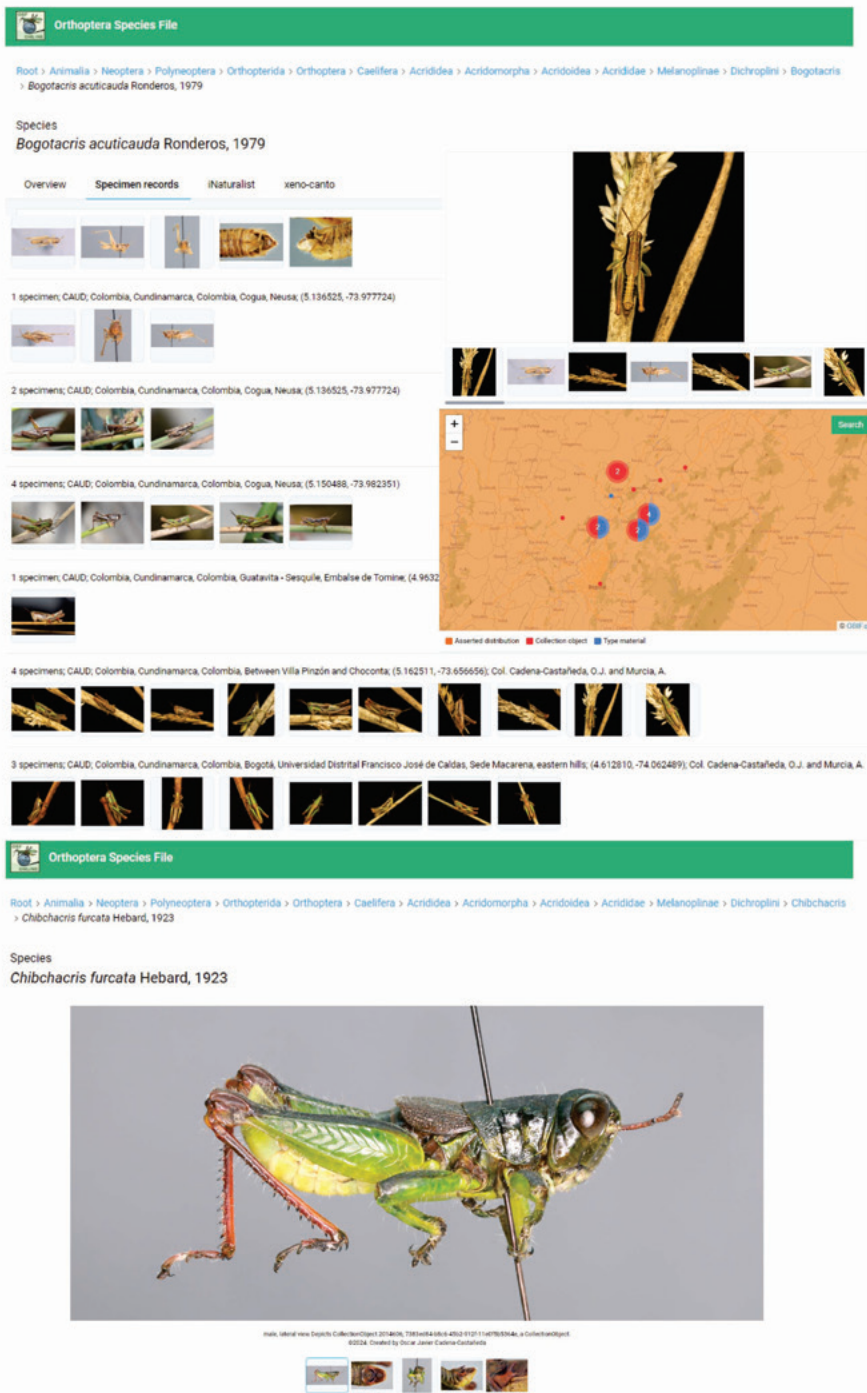 Orthoptera Species File
Root > Animalia > Neoptera > Polyneoptera > Orthopterida > Orthoptera > Caelifera > Acrididea > Acridomorpha > Acridoidea > Acrididae > Melanoplinae > Dichroplini > Bogotacris
> Bogotacris acuticauda Ronderos, 1979
Species
Bogotacris acuticauda Ronderos, 1979
Overview Specimen records iNaturalist xeno-canto
1 specimen; CAUD; Colombia, Cundinamarca, Colombia, Cogua, Neusa; (5.136525, -73.977724)
2 specimens; CAUD; Colombia, Cundinamarca, Colombia, Cogua, Neusa; (5.136525, -73.977724)
4 specimens; CAUD; Colombia, Cundinamarca, Colombia, Cogua, Neusa; (5.150488, -73.982351)
1 specimen; CAUD; Colombia, Cundinamarca, Colombia, Guatavita - Sesquile, Embalse de Tomine; (4.9632
+
−
Search
2
4
2
2
© GBIF
Asserted distribution Collection object Type material
4 specimens; CAUD; Colombia, Cundinamarca, Colombia, Between Villa Pinzón and Choconta; (5.162511, -73.656656); Col. Cadena-Castañeda, O.J. and Murcia, A.
3 specimens; CAUD; Colombia, Cundinamarca, Colombia, Bogotá, Universidad Distrital Francisco José de Caldas, Sede Macarena, eastern hills; (4.612810, -74.062489); Col. Cadena-Castañeda, O.J. and Murcia, A.
Orthoptera Species File
Root > Animalia > Neoptera > Polyneoptera > Orthopterida > Orthoptera > Caelifera > Acrididea > Acridomorpha > Acridoidea > Acrididae > Melanoplinae > Dichroplini > Chibchacris
> Chibchacris furcata Hebard, 1923
Species
Chibchacris furcata Hebard, 1923
male, lateral view Depicts CollectionObject a CollectionObject.
©2024. Created by Oscar Javier Cadena-Castañeda